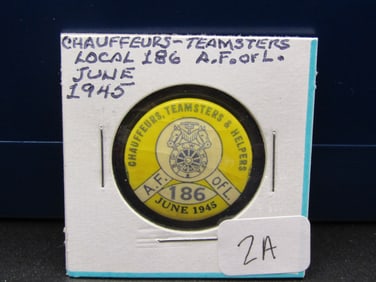 CHAUFFEURS-TEAMSTERS
LOCAL 186 A.F.OF L.
JUNE
1945
CHAUFFEURS, TEAMSTERS & HELPERS
A.F. OF L.
186
JUNE 1945
2A